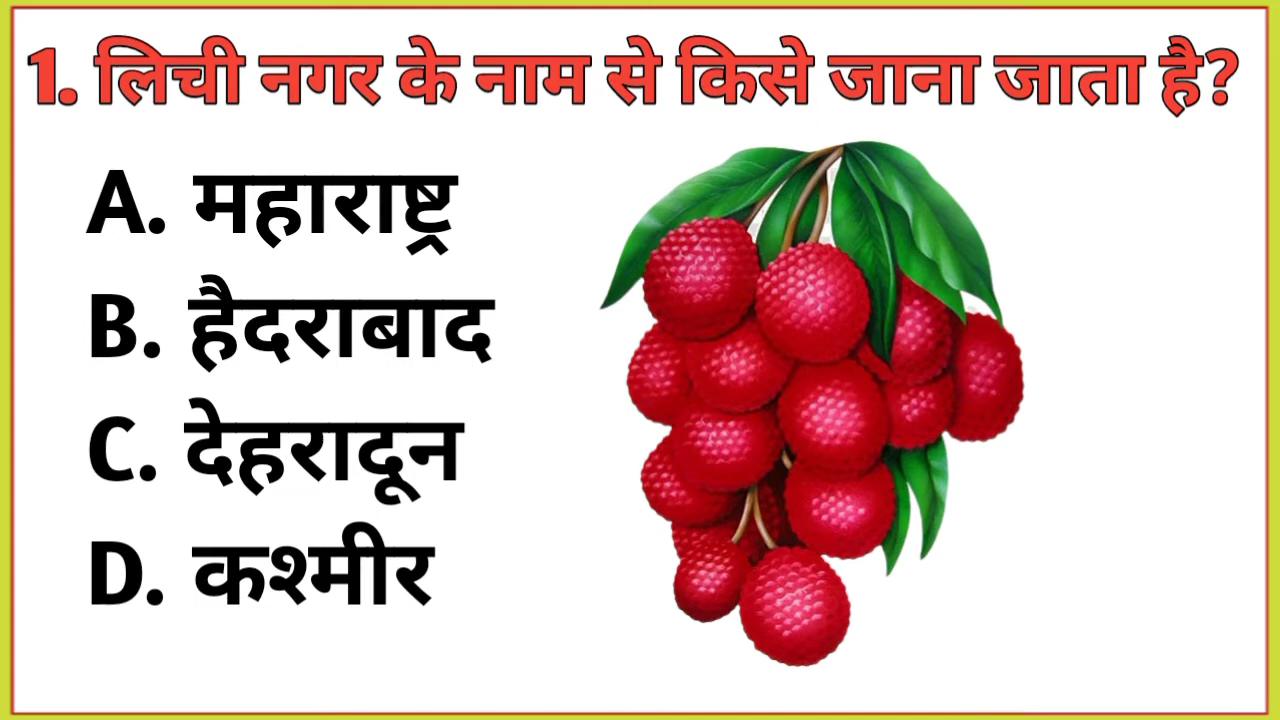 1. लिची नगर के नाम से किसे जाना जाता है?
A. महाराष्ट्र
B. हैदराबाद
C. देहरादून
D. कश्मीर